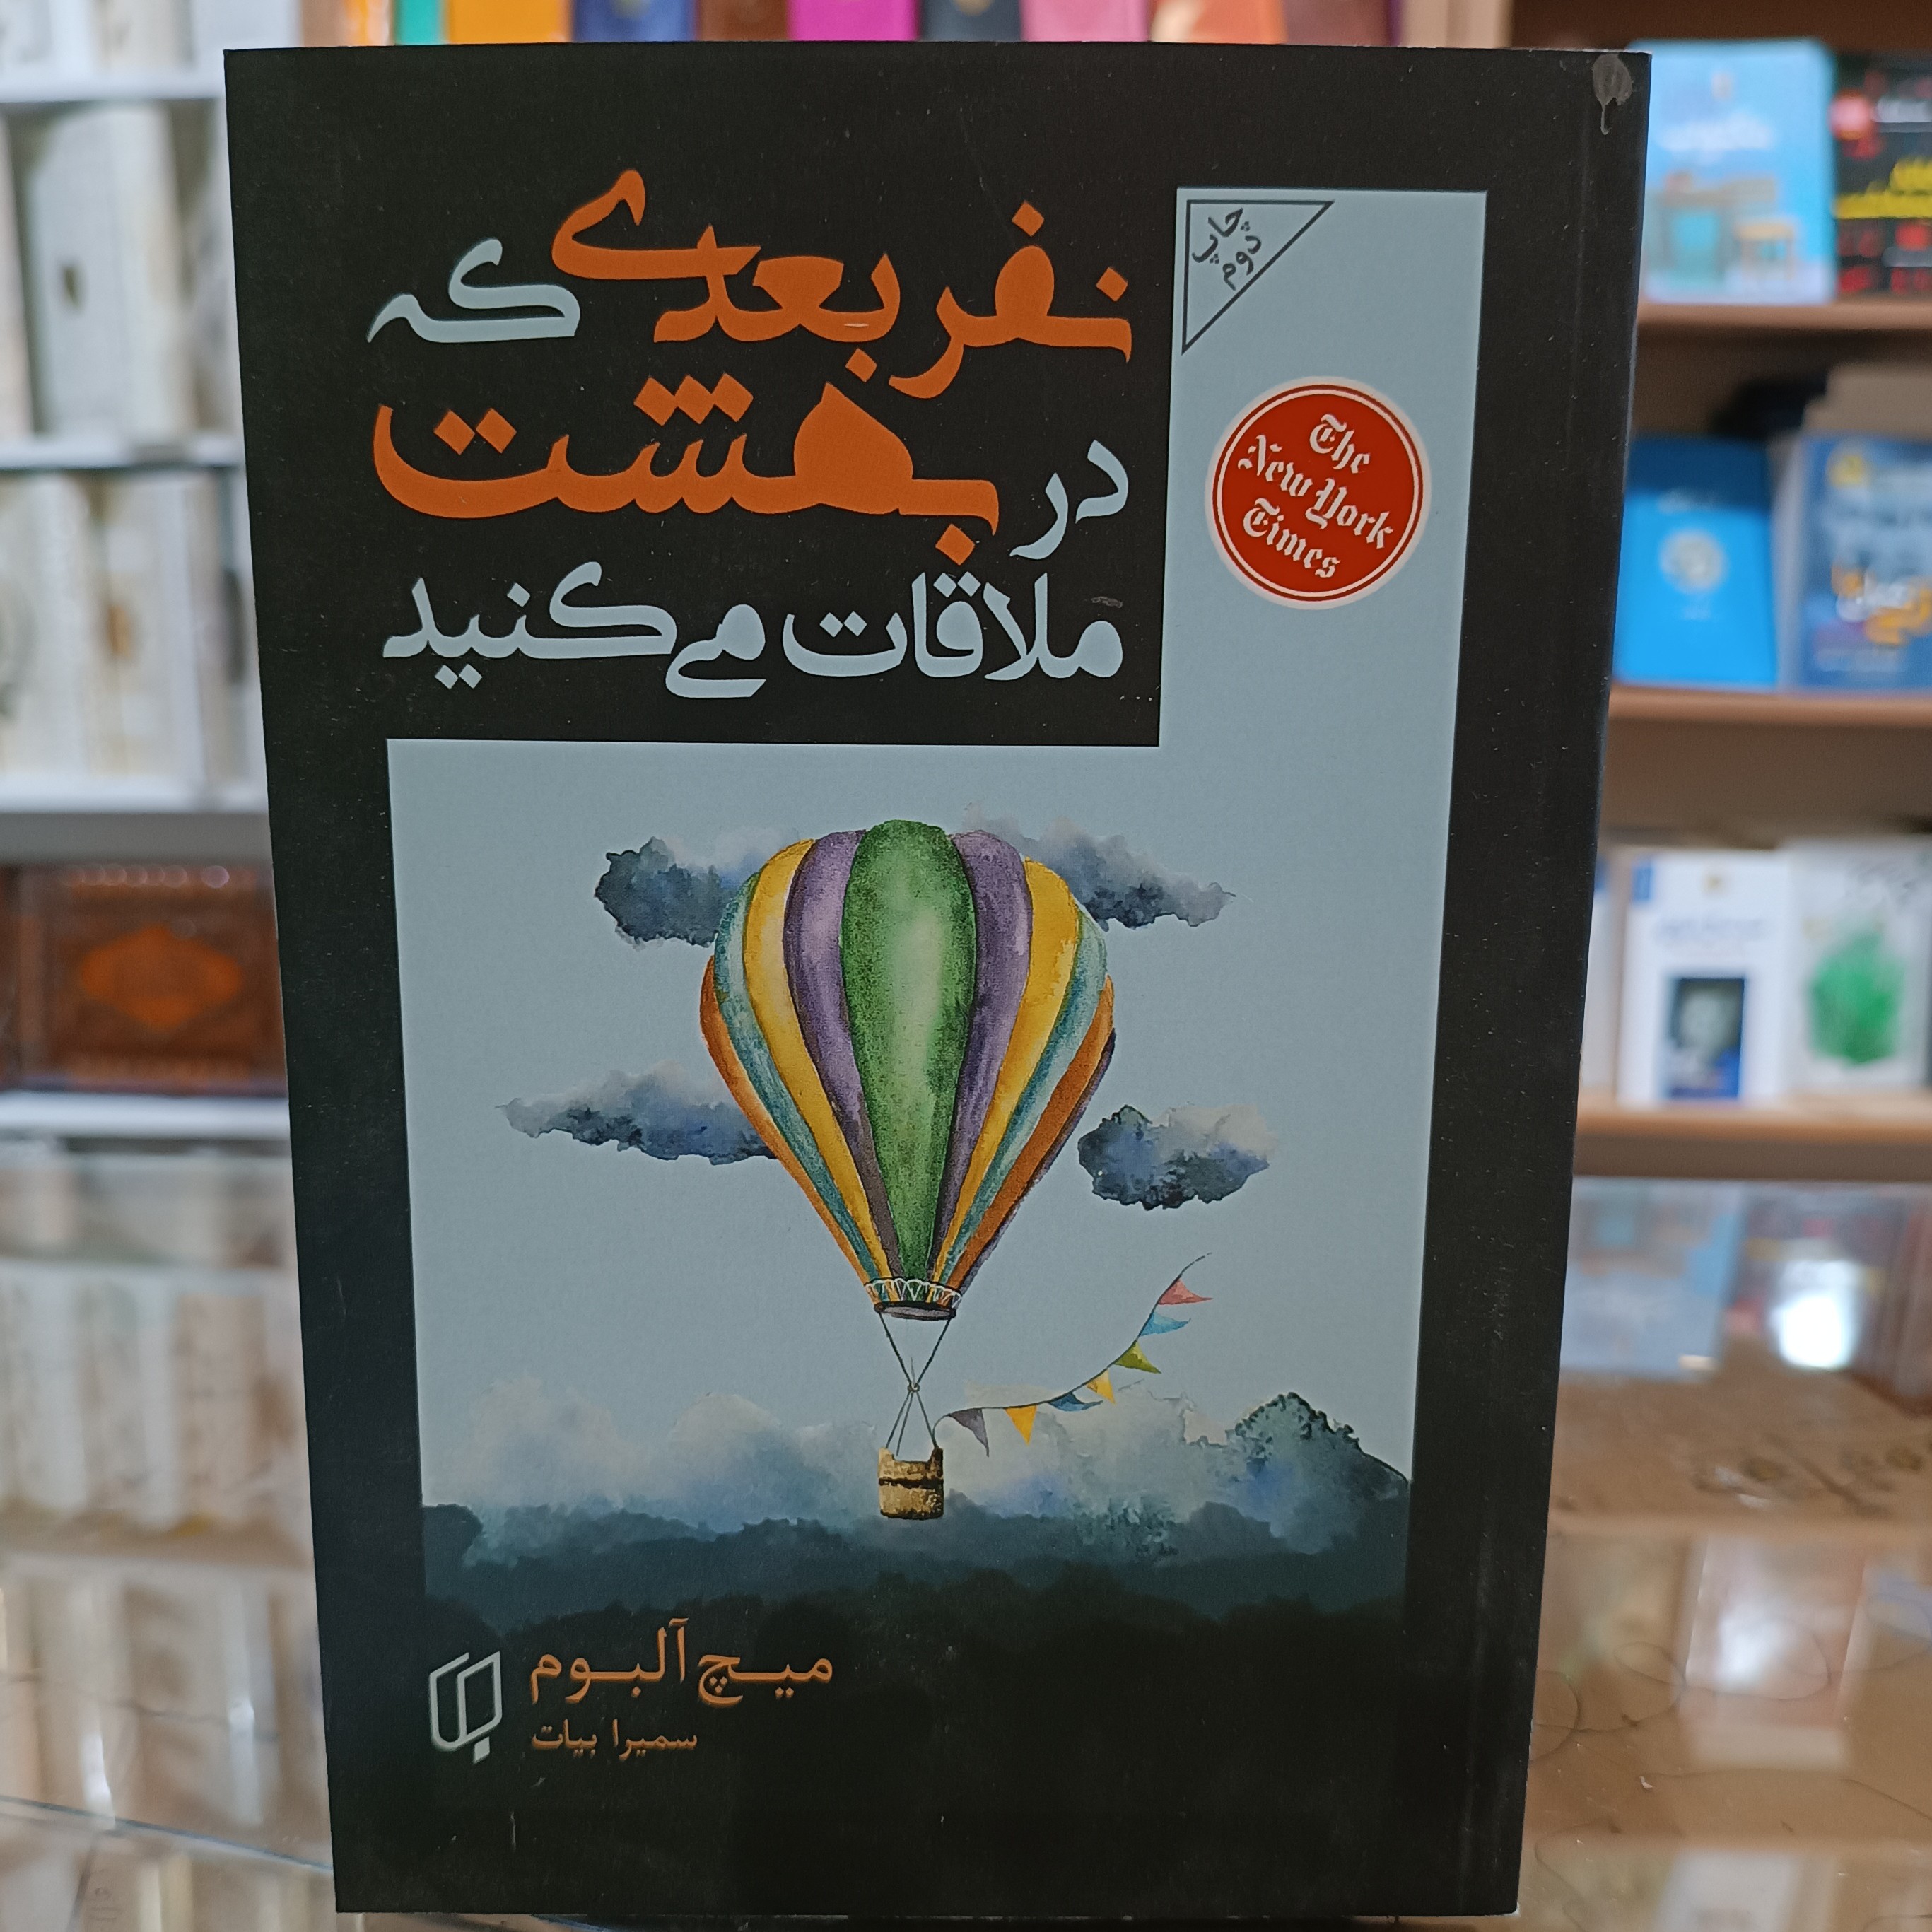 نفر بعدی که
در بهشت
ملاقات می‌کنید
چاپ
دوم
The
New York
Times
میچ آلبوم
سمیرا بیات